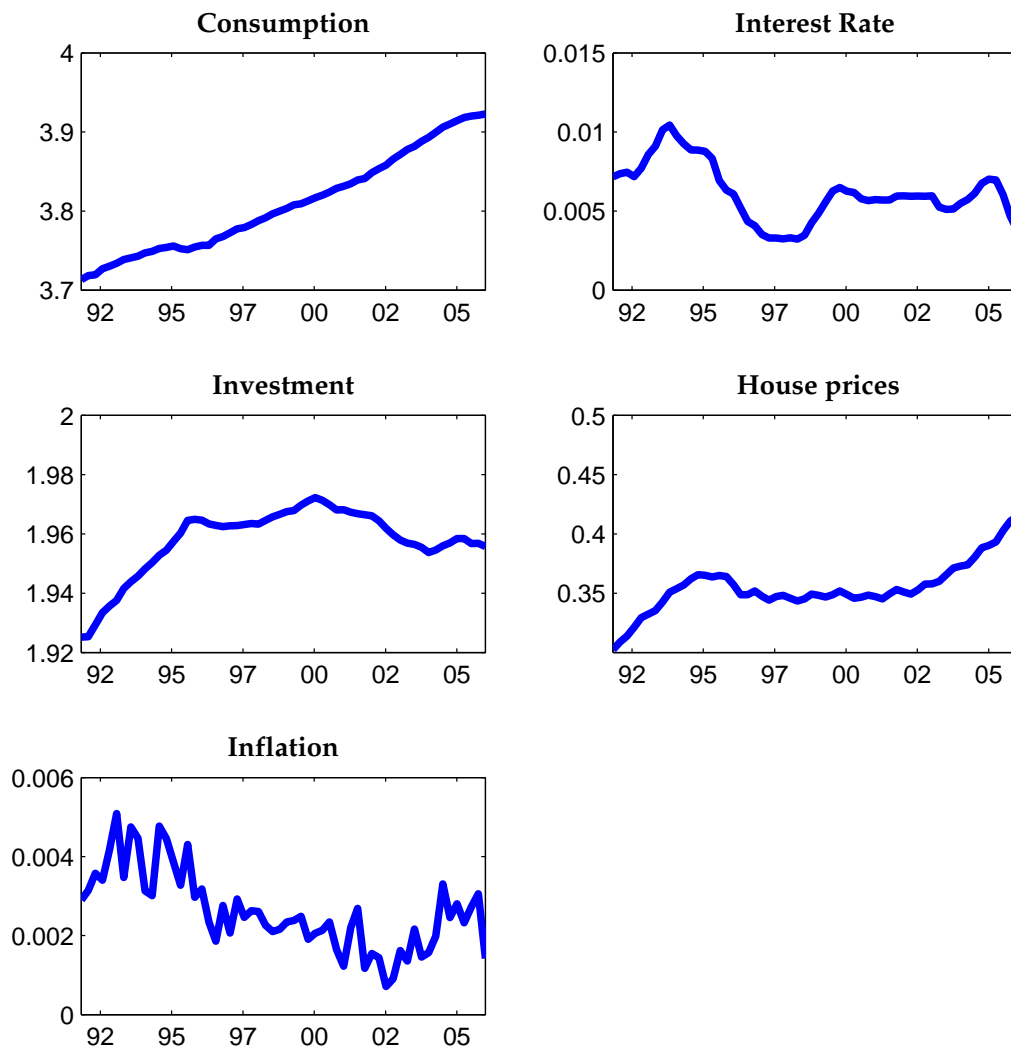 Consumption
4
3.9
3.8
3.7
92 95 97 00 02 05
Interest Rate
0.015
0.01
0.005
0
92 95 97 00 02 05
Investment
2
1.98
1.96
1.94
1.92
92 95 97 00 02 05
House prices
0.5
0.45
0.4
0.35
92 95 97 00 02 05
Inflation
0.006
0.004
0.002
0
92 95 97 00 02 05